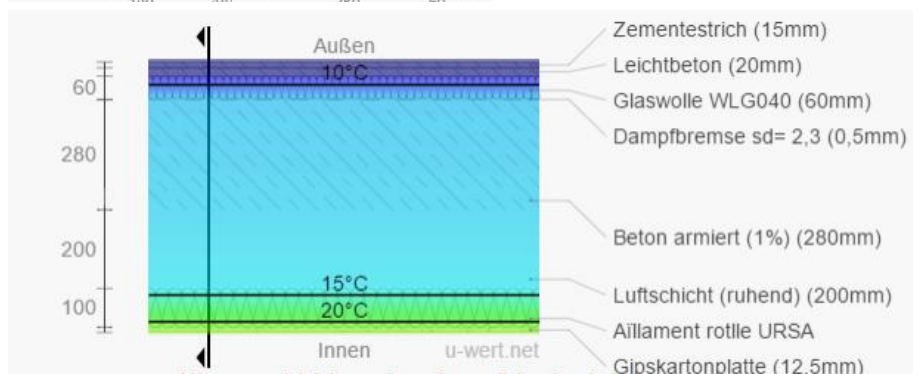 Außen
Zementestrich (15mm)
10°C
Leichtbeton (20mm)
60
Glaswolle WLG040 (60mm)
Dampfbremse sd= 2,3 (0,5mm)
280
Beton armiert (1%) (280mm)
200
15°C
Luftschicht (ruhend) (200mm)
100
20°C
Aïllament rotlle URSA
Innen
u-wert.net
Gipskartonplatte (12,5mm)